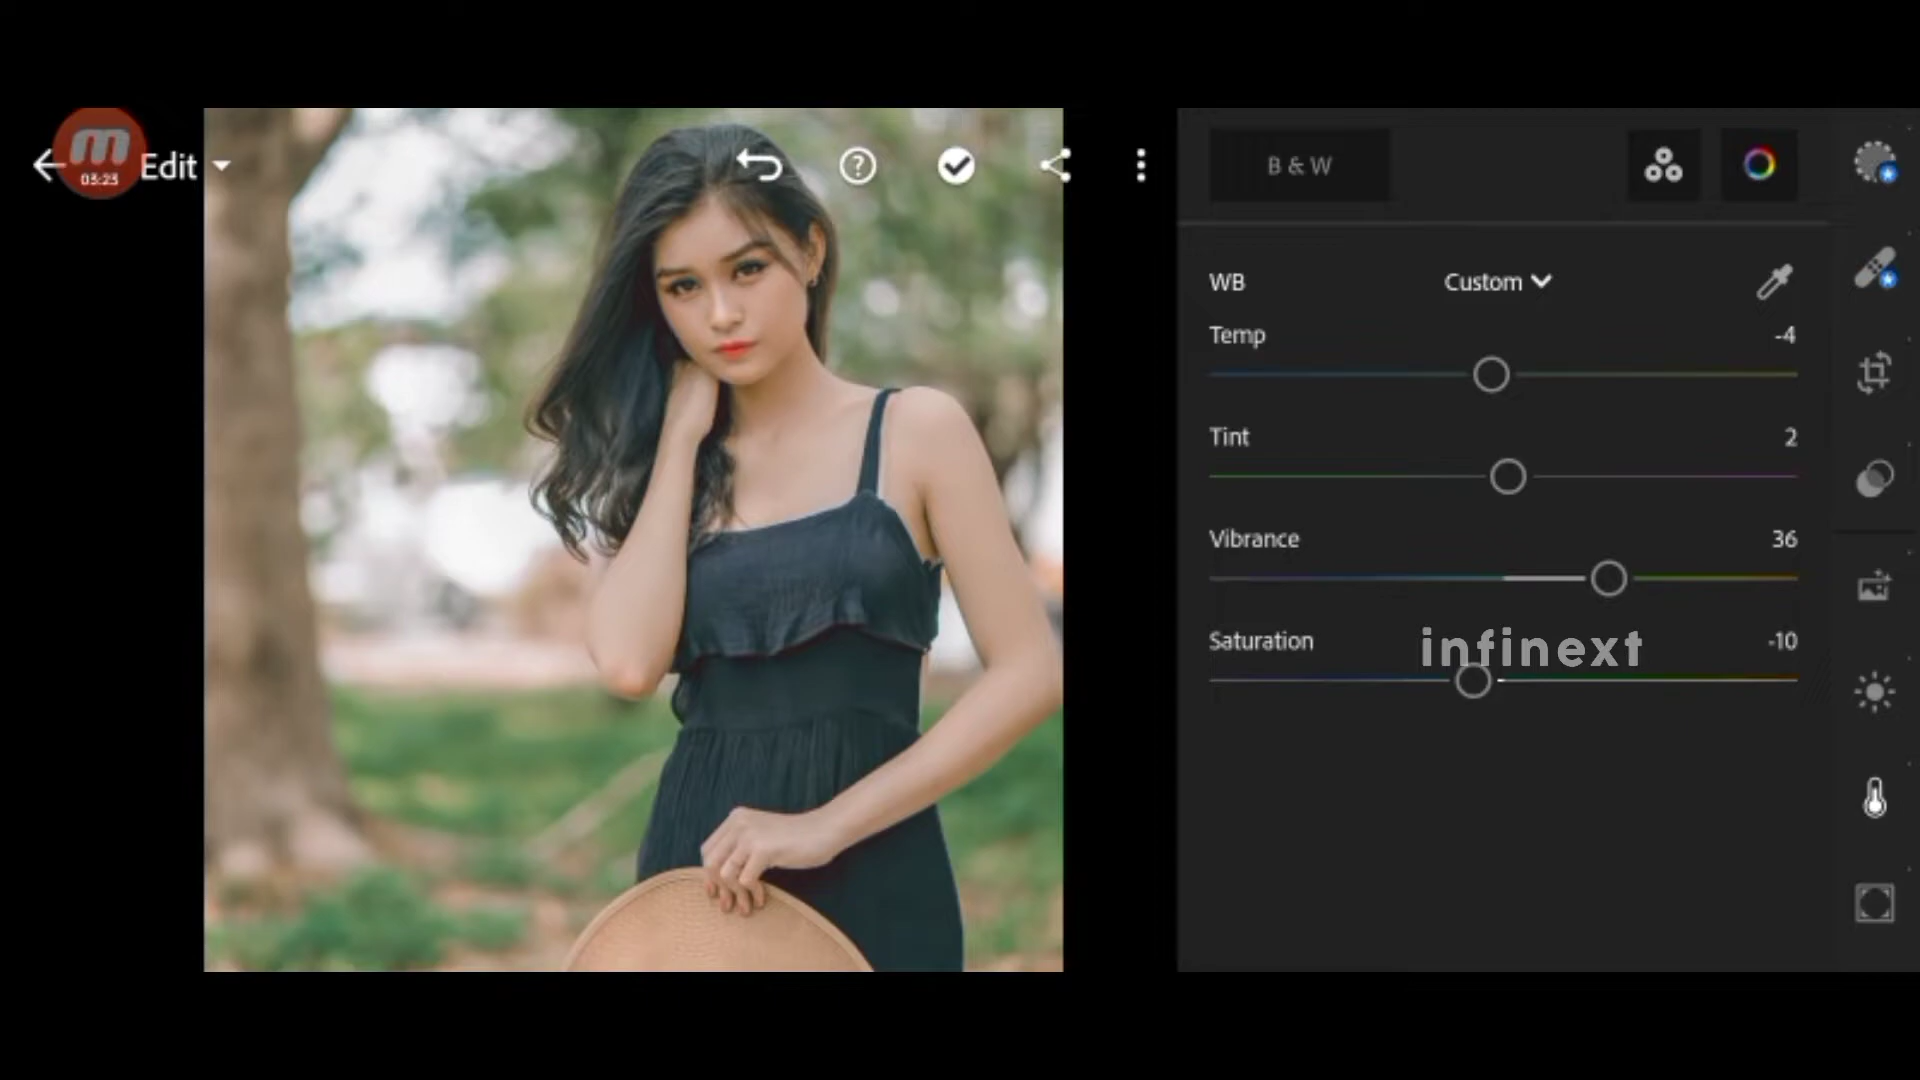 m
03:23
Edit
B & W
WB
Custom
Temp
-4
Tint
2
Vibrance
36
Saturation
-10
infinext